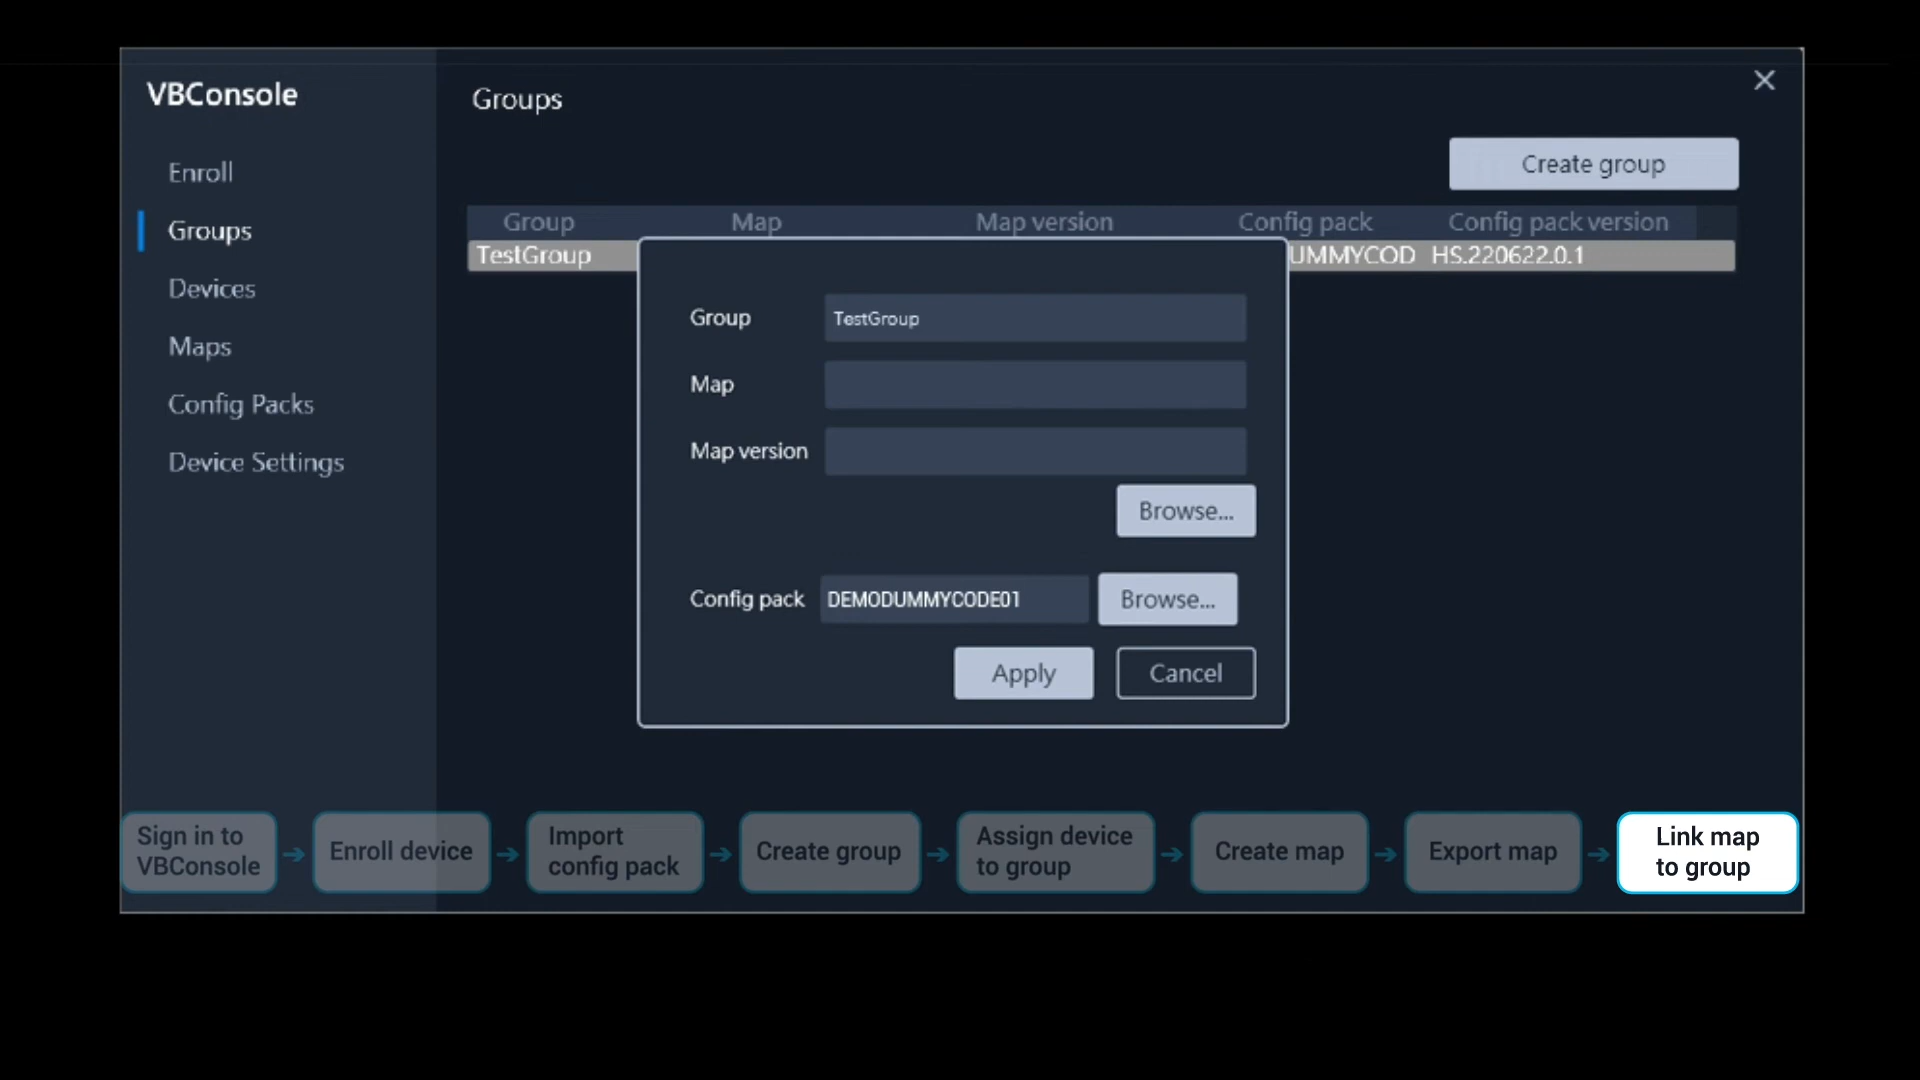 VBConsole
Groups
Enroll
Groups
Devices
Maps
Config Packs
Device Settings
Create group
Group Map Map version Config pack Config pack version
TestGroup UMMYCOD HS.220622.0.1
Group TestGroup
Map
Map version
Browse...
Config pack DEMODUMMYCODE01 Browse...
Apply Cancel
Sign in to
VBConsole
Enroll device
Import
config pack
Create group
Assign device
to group
Create map
Export map
Link map
to group